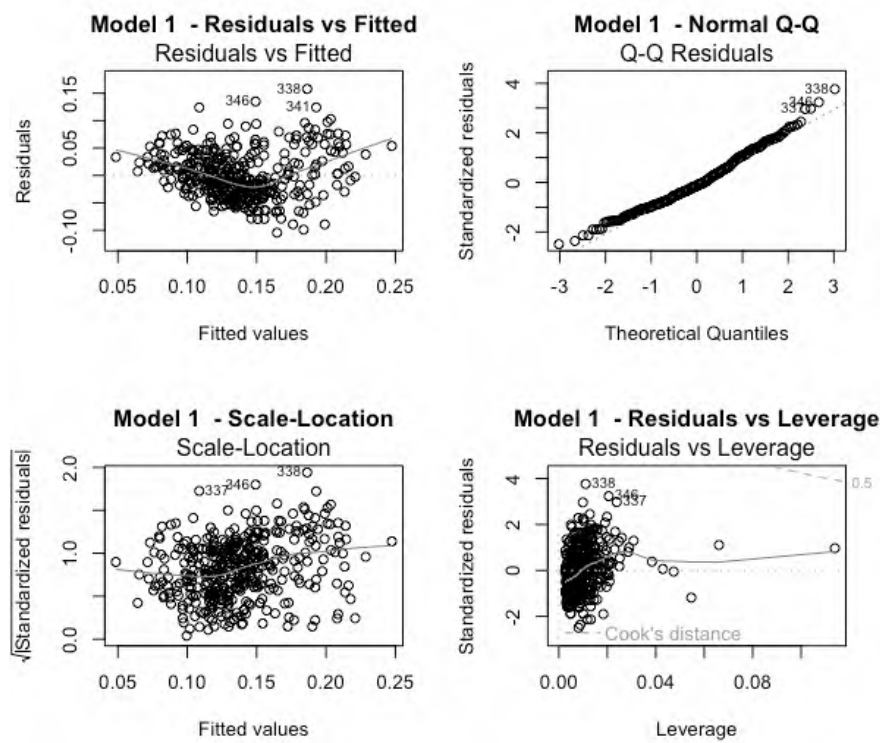 Model 1 - Residuals vs Fitted
Residuals vs Fitted
Residuals
0.15
0.05
-0.10
338
346
341
0.05 0.10 0.15 0.20 0.25
Fitted values
Model 1 - Normal Q-Q
Q-Q Residuals
Standardized residuals
4
2
0
-2
338
346
337
-3 -2 -1 0 1 2 3
Theoretical Quantiles
Model 1 - Scale-Location
Scale-Location
√|Standardized residuals|
2.0
1.0
0.0
338
346
337
0.05 0.10 0.15 0.20 0.25
Fitted values
Model 1 - Residuals vs Leverage
Residuals vs Leverage
Standardized residuals
4
2
0
-2
338
346
337
0.5
Cook's distance
0.00 0.04 0.08
Leverage